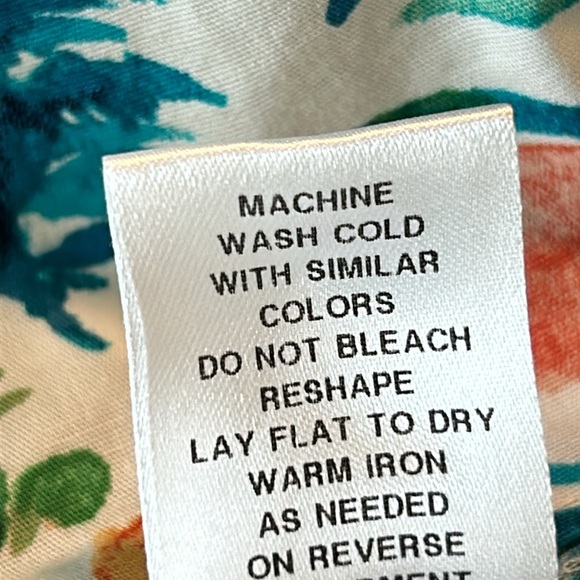 MACHINE
WASH COLD
WITH SIMILAR
COLORS
DO NOT BLEACH
RESHAPE
LAY FLAT TO DRY
WARM IRON
AS NEEDED
ON REVERSE